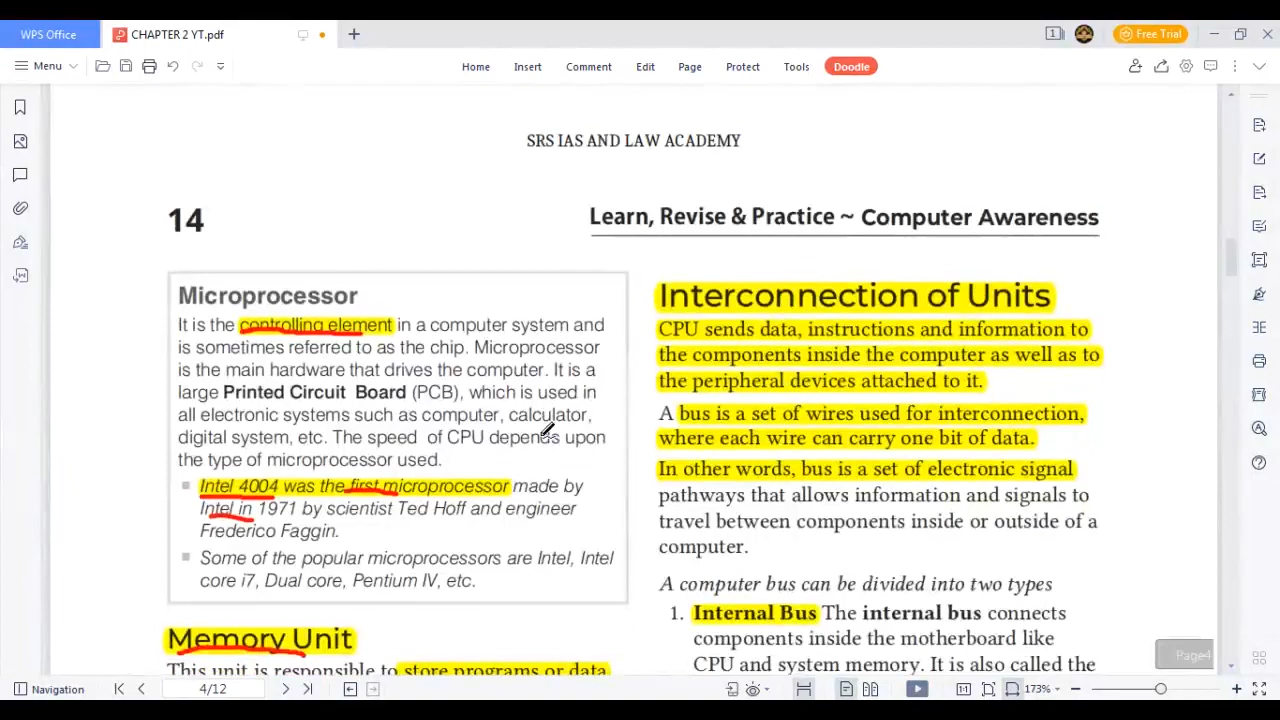 WPS Office
CHAPTER 2 YT.pdf
1
Free Trial
Menu
Home Insert Comment Edit Page Protect Tools Doodle
SRS IAS AND LAW ACADEMY
14
Learn, Revise & Practice ~ Computer Awareness
Microprocessor
It is the controlling element in a computer system and
is sometimes referred to as the chip. Microprocessor
is the main hardware that drives the computer. It is a
large Printed Circuit Board (PCB), which is used in
all electronic systems such as computer, calculator,
digital system, etc. The speed of CPU depends upon
the type of microprocessor used.
Intel 4004 was the first microprocessor made by
Intel in 1971 by scientist Ted Hoff and engineer
Frederico Faggin.
Some of the popular microprocessors are Intel, Intel
core i7, Dual core, Pentium IV, etc.
Memory Unit
This unit is responsible to store programs or data
Interconnection of Units
CPU sends data, instructions and information to
the components inside the computer as well as to
the peripheral devices attached to it.
A bus is a set of wires used for interconnection,
where each wire can carry one bit of data.
In other words, bus is a set of electronic signal
pathways that allows information and signals to
travel between components inside or outside of a
computer.
A computer bus can be divided into two types
1. Internal Bus The internal bus connects
components inside the motherboard like
CPU and system memory. It is also called the
Page4
Navigation
4/12
173%